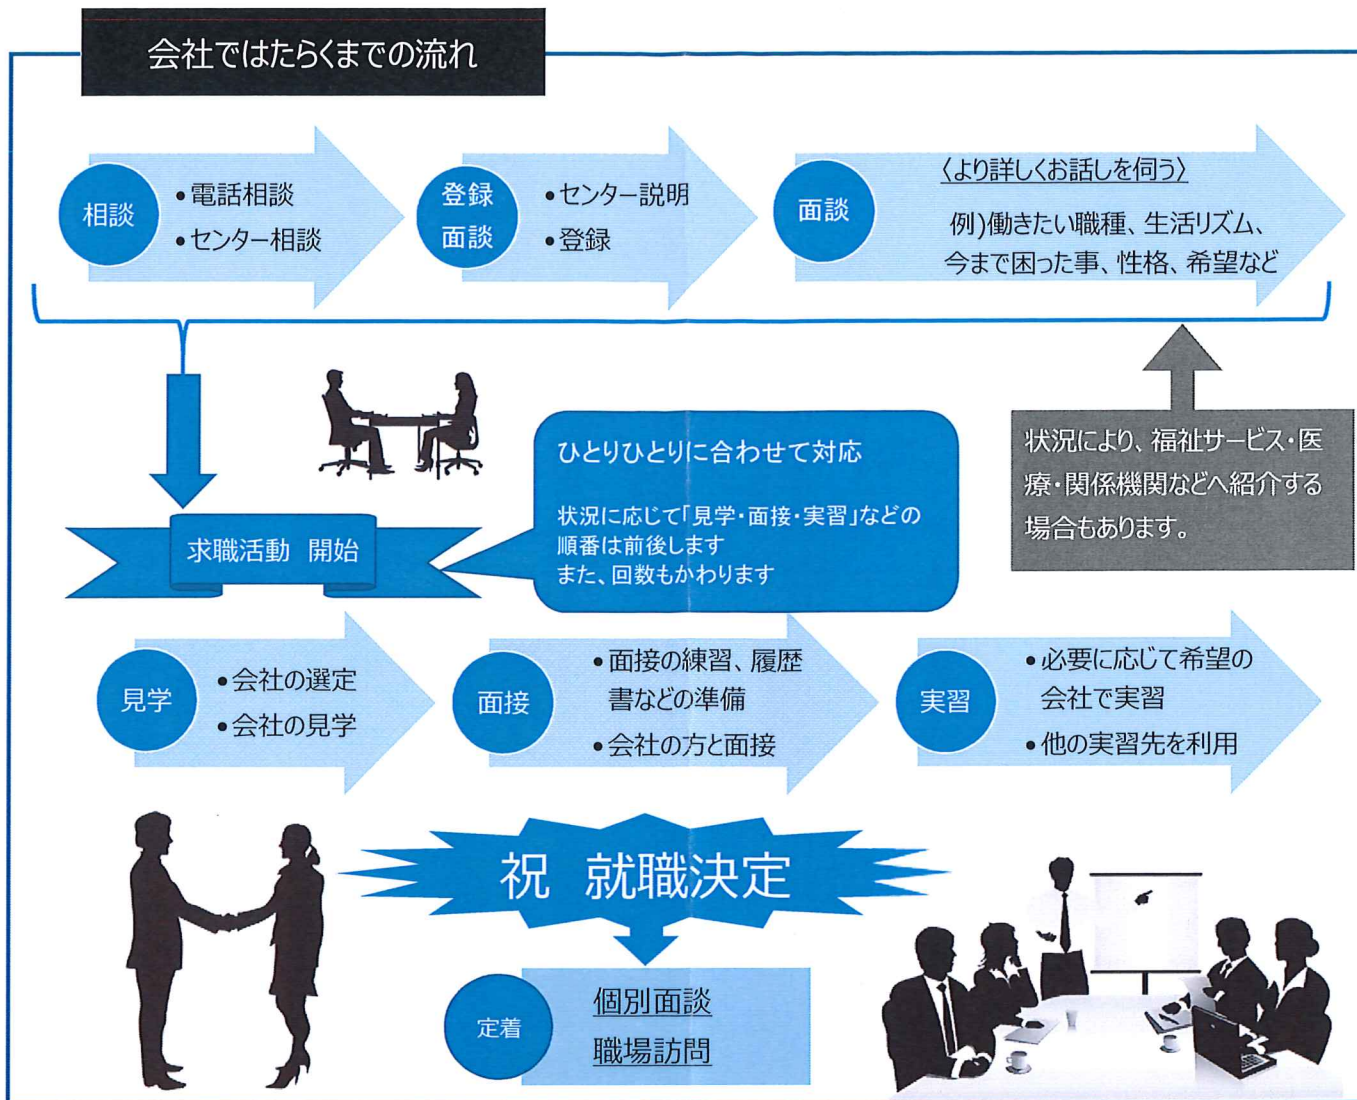 会社ではたらくまでの流れ
相談
・電話相談
・センター相談
登録
面談
・センター説明
・登録
面談
〈より詳しくお話しを伺う〉
例)働きたい職種、生活リズム、
今まで困った事、性格、希望など
状況により、福祉サービス・医
療・関係機関などへ紹介する
場合もあります。
ひとりひとりに合わせて対応
状況に応じて「見学・面接・実習」などの
順番は前後します
また、回数もかわります
求職活動 開始
見学
・会社の選定
・会社の見学
面接
・面接の練習、履歴
書などの準備
・会社の方と面接
実習
・必要に応じて希望の
会社で実習
・他の実習先を利用
祝 就職決定
定着
個別面談
職場訪問